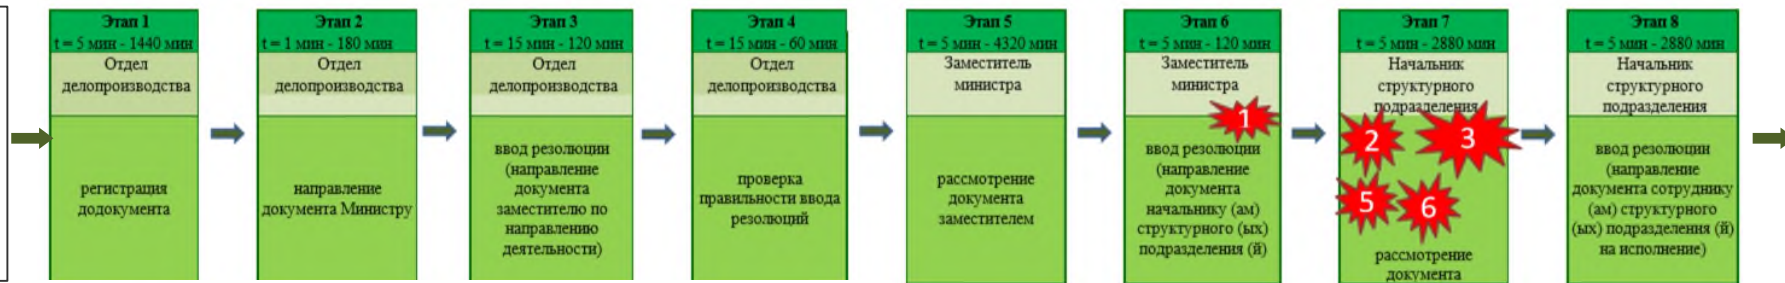 Этап 1
t = 5 мин - 1440 мин
Отдел
делопроизводства
регистрация
додокумента
Этап 2
t = 1 мин - 180 мин
Отдел
делопроизводства
направление
документа Министру
Этап 3
t = 15 мин - 120 мин
Отдел
делопроизводства
ввод резолюции
(направление
документа
заместителю по
направлению
деятельности)
Этап 4
t = 15 мин - 60 мин
Отдел
делопроизводства
проверка
правильности ввода
резолюций
Этап 5
t = 5 мин - 4320 мин
Заместитель
министра
рассмотрение
документа
заместителем
Этап 6
t = 5 мин - 120 мин
Заместитель
министра
1
ввод резолюции
(направление
документа
начальнику (ам)
структурного (ых)
подразделения (й)
Этап 7
t = 5 мин - 2880 мин
Начальник
структурного
подразделения
2
3
5
6
рассмотрение
документа
Этап 8
t = 5 мин - 2880 мин
Начальник
структурного
подразделения
ввод резолюции
(направление
документа сотруднику
(ам) структурного
(ых) подразделения (й)
на исполнение)